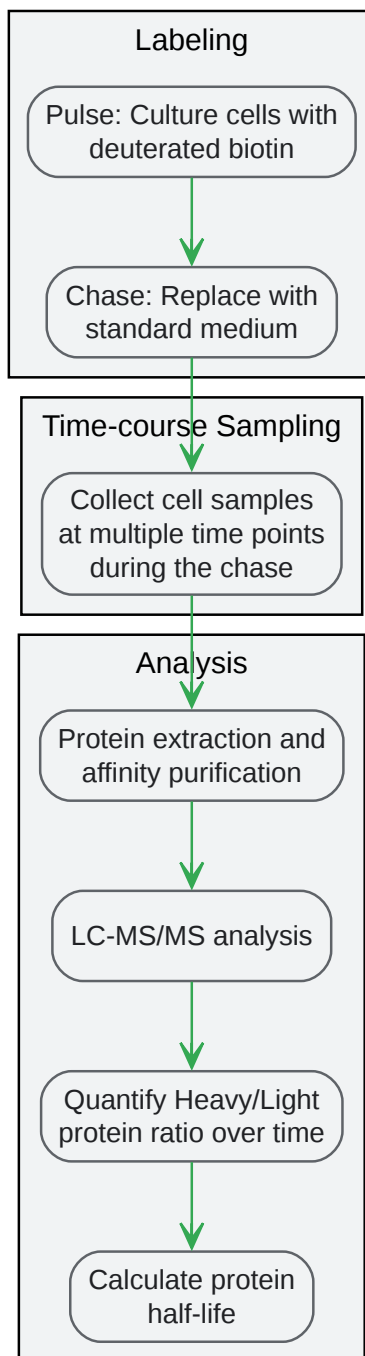 Labeling
Pulse: Culture cells with
deuterated biotin
Chase: Replace with
standard medium
Time-course Sampling
Collect cell samples
at multiple time points
during the chase
Analysis
Protein extraction and
affinity purification
LC-MS/MS analysis
Quantify Heavy/Light
protein ratio over time
Calculate protein
half-life